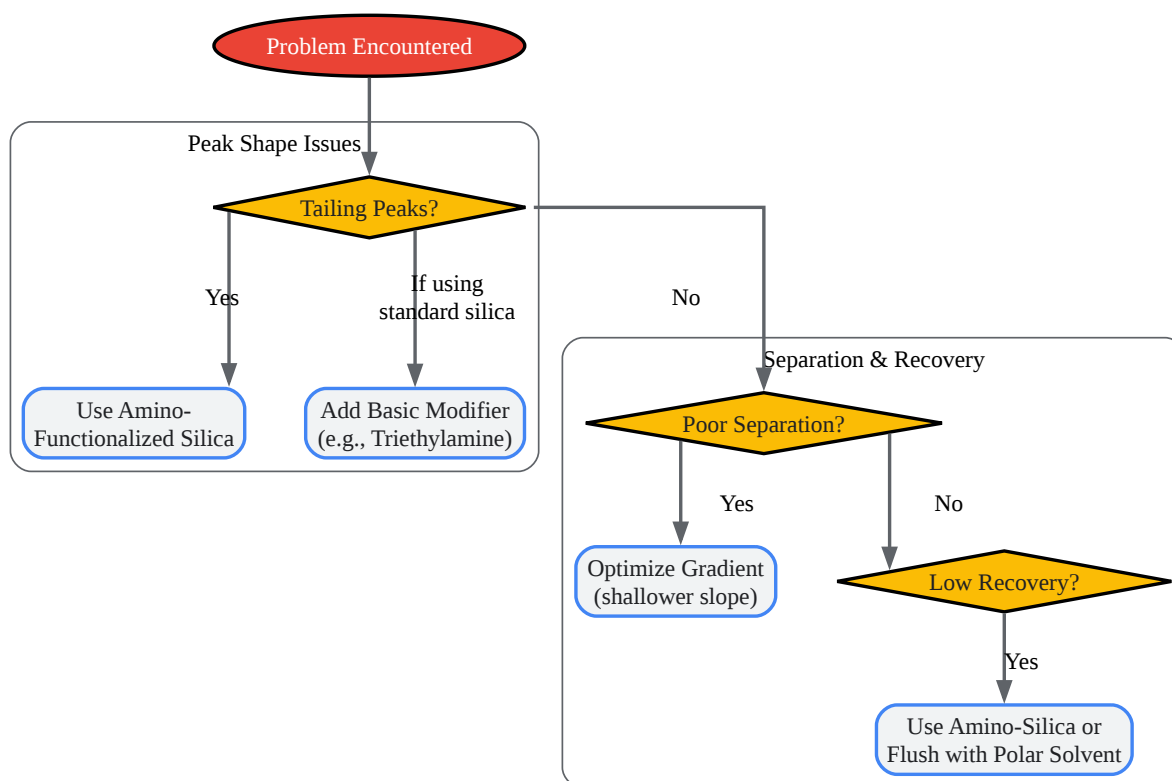 Problem Encountered
Peak Shape Issues
Tailing Peaks?
Yes
If using
standard silica
No
Use Amino-
Functionalized Silica
Add Basic Modifier
(e.g., Triethylamine)
Separation & Recovery
Poor Separation?
Yes
No
Optimize Gradient
(shallower slope)
Low Recovery?
Yes
Use Amino-Silica or
Flush with Polar Solvent